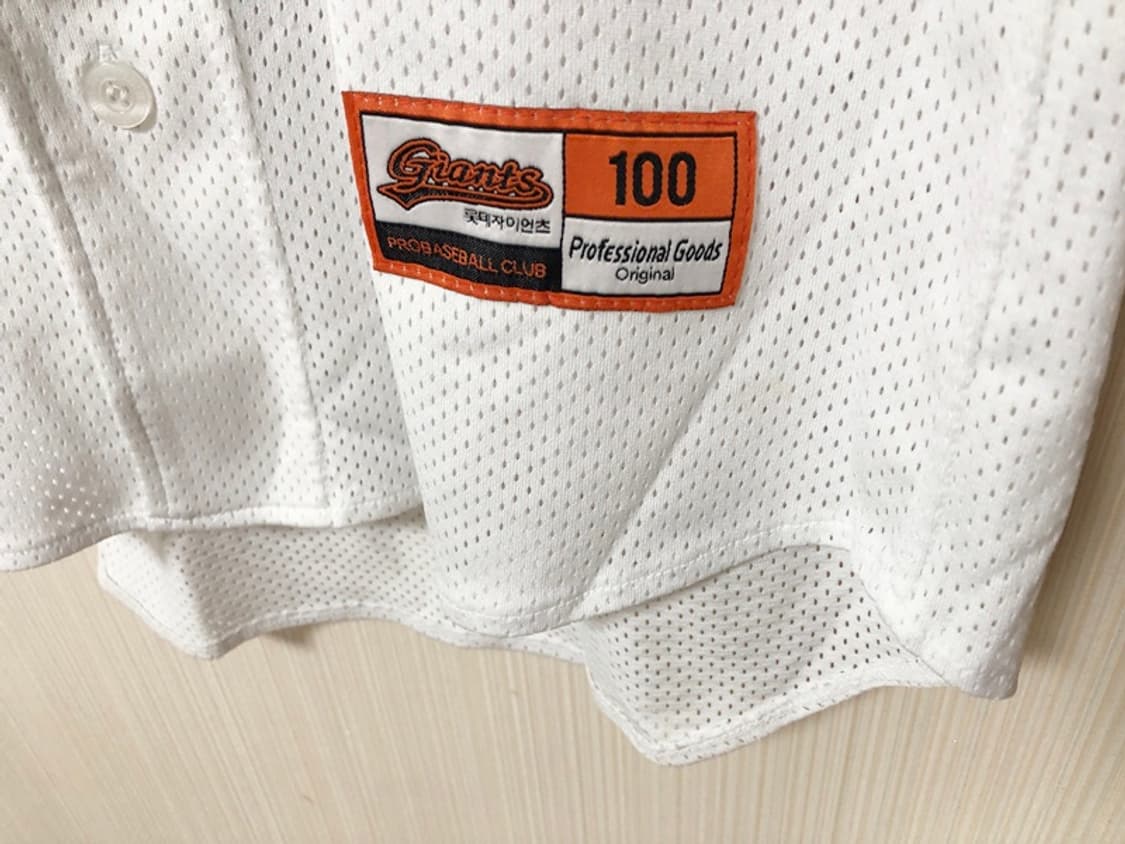 Giants
롯데자이언츠
PROBASEBALL CLUB
100
Professional Goods
Original